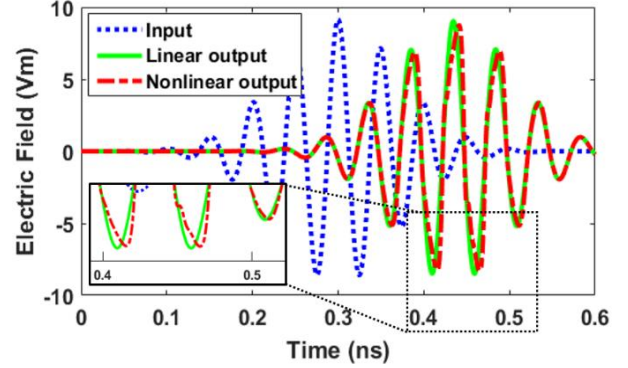 10
5
0
-5
-10
Electric Field (Vm)
Input
Linear output
Nonlinear output
0.4
0.5
0
0.1
0.2
0.3
0.4
0.5
0.6
Time (ns)